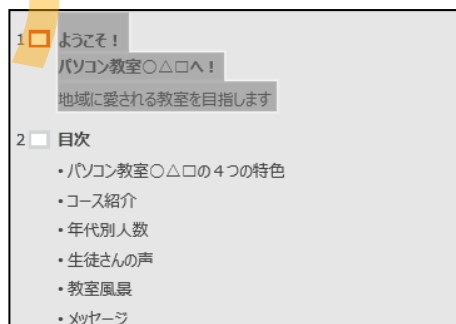 1 ようこそ！
パソコン教室○△□へ！
地域に愛される教室を目指します
2 目次
・パソコン教室○△□の４つの特色
・コース紹介
・年代別人数
・生徒さんの声
・教室風景
・メッセージ